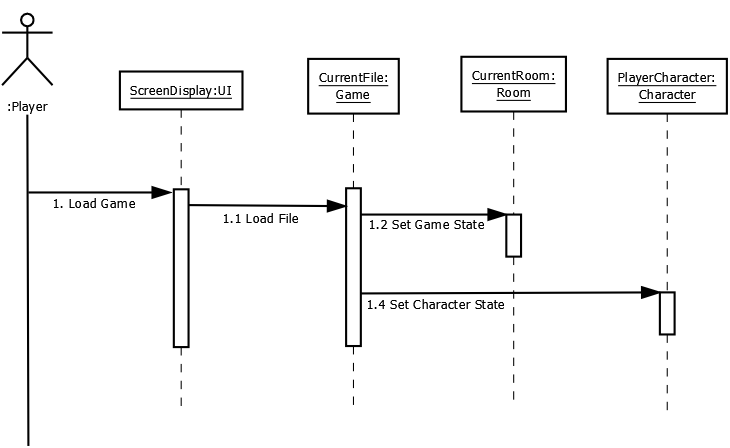 :Player
ScreenDisplay:UI
CurrentFile:
Game
CurrentRoom:
Room
PlayerCharacter:
Character
1. Load Game
1.1 Load File
1.2 Set Game State
1.4 Set Character State